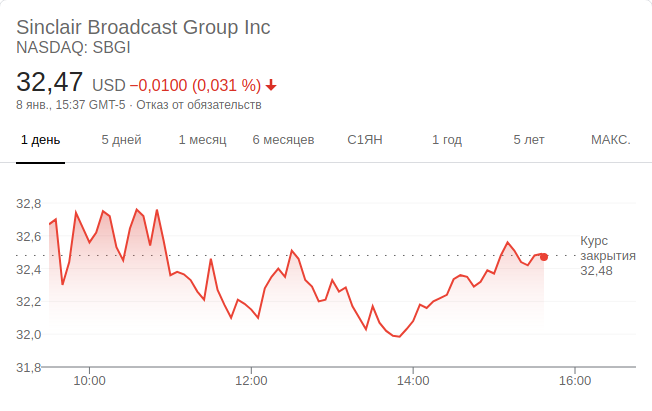 Sinclair Broadcast Group Inc
NASDAQ: SBGI
32,47 USD −0,0100 (0,031 %)
8 янв., 15:37 GMT-5 · Отказ от обязательств
1 день 5 дней 1 месяц 6 месяцев С1ЯН 1 год 5 лет МАКС.
32,8
32,6
32,4
32,2
32,0
31,8
Курс
закрытия
32,48
10:00 12:00 14:00 16:00